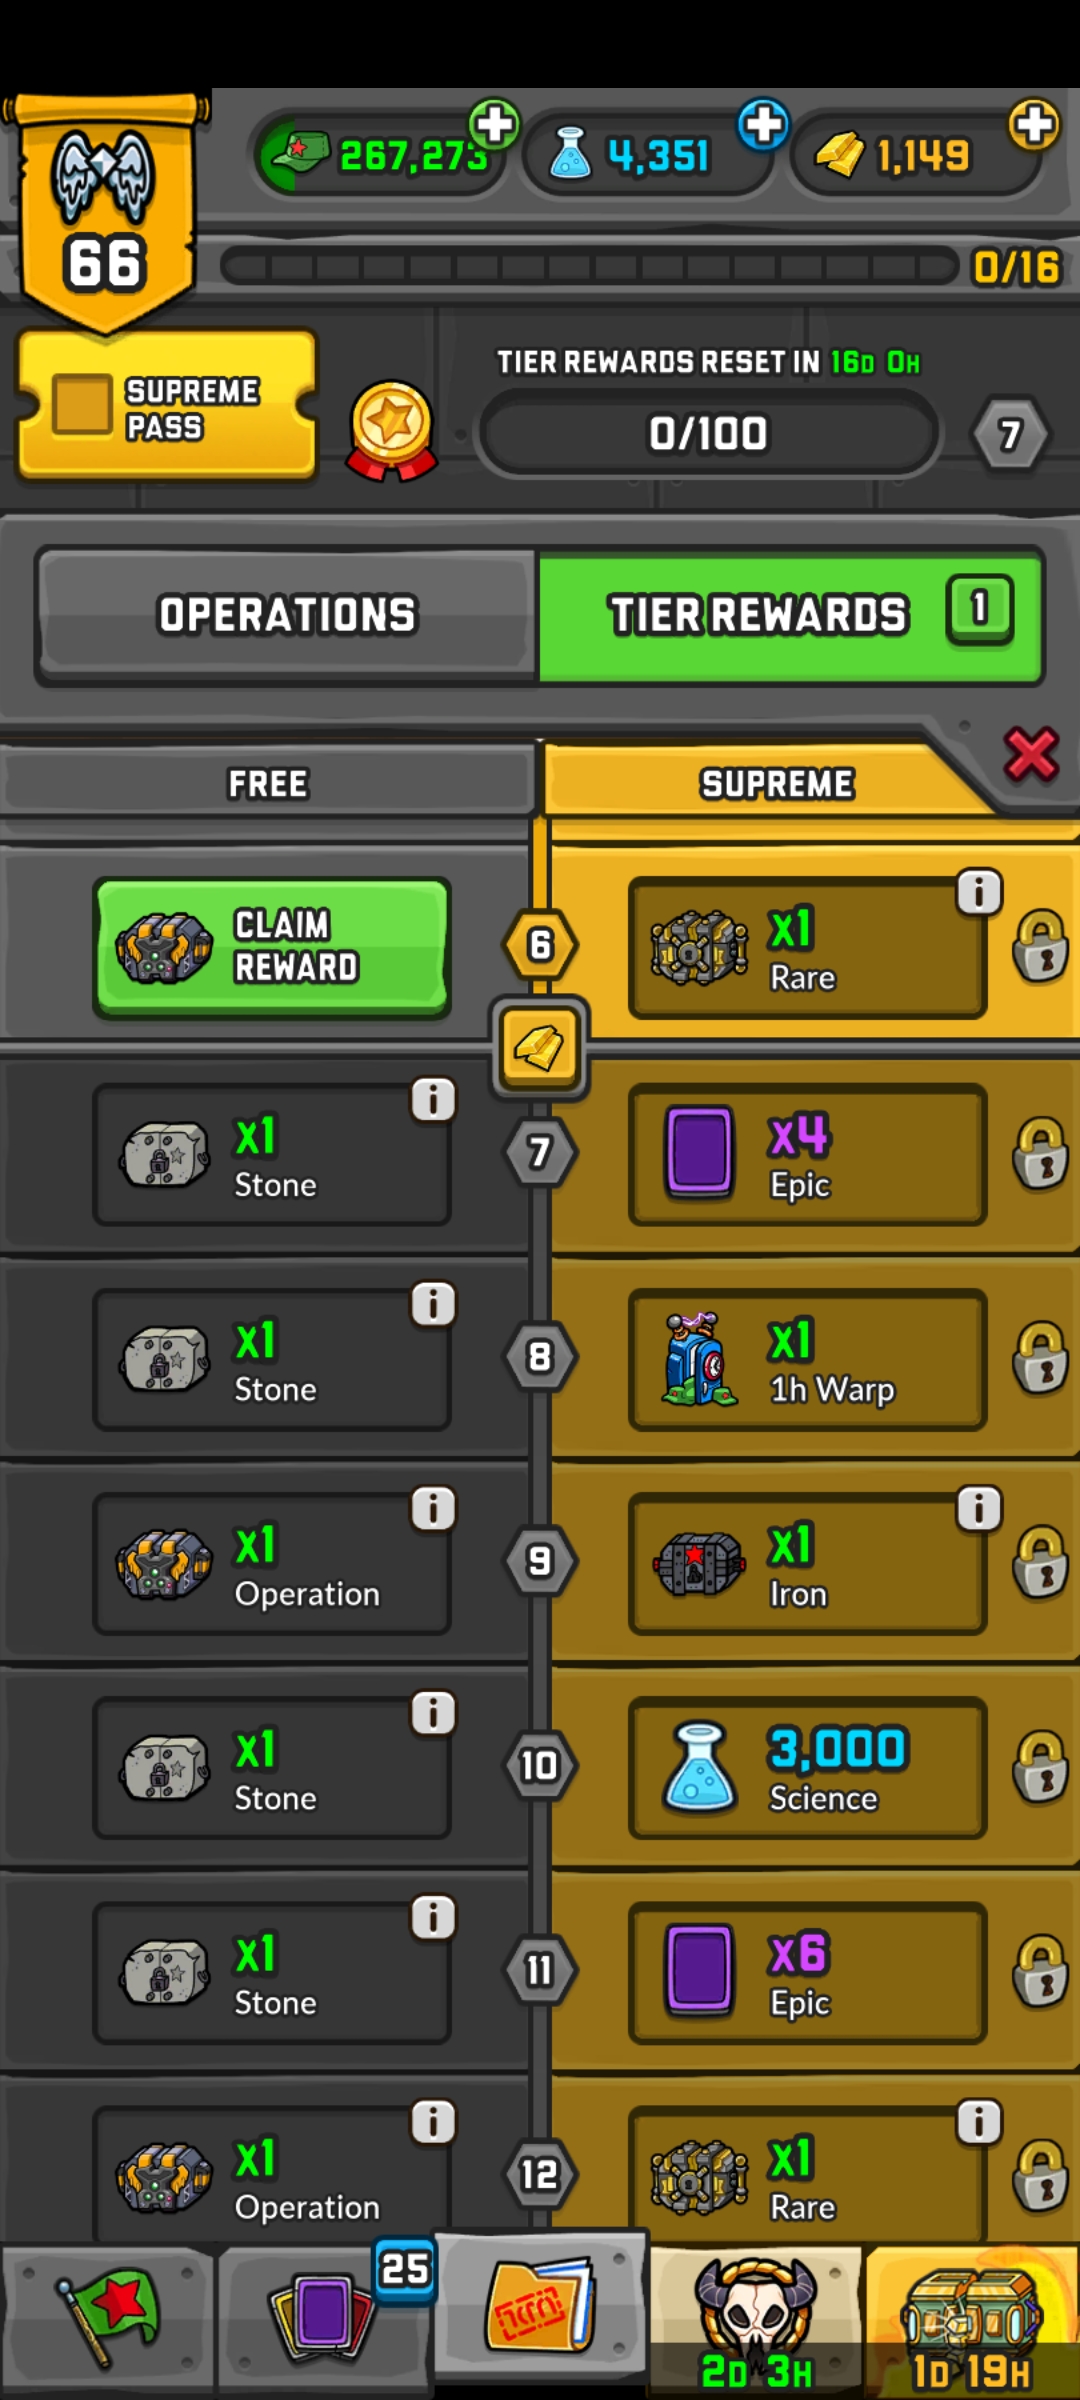 267,273
4,351
1,149
66
0/16
SUPREME
PASS
TIER REWARDS RESET IN 16D 0H
0/100
7
OPERATIONS
TIER REWARDS
1
FREE
SUPREME
CLAIM
REWARD
6
x1
Rare
x1
Stone
7
x4
Epic
x1
Stone
8
x1
1h Warp
x1
Operation
9
x1
Iron
x1
Stone
10
3,000
Science
x1
Stone
11
x6
Epic
x1
Operation
12
x1
Rare
25
2D 3H
1D 19H